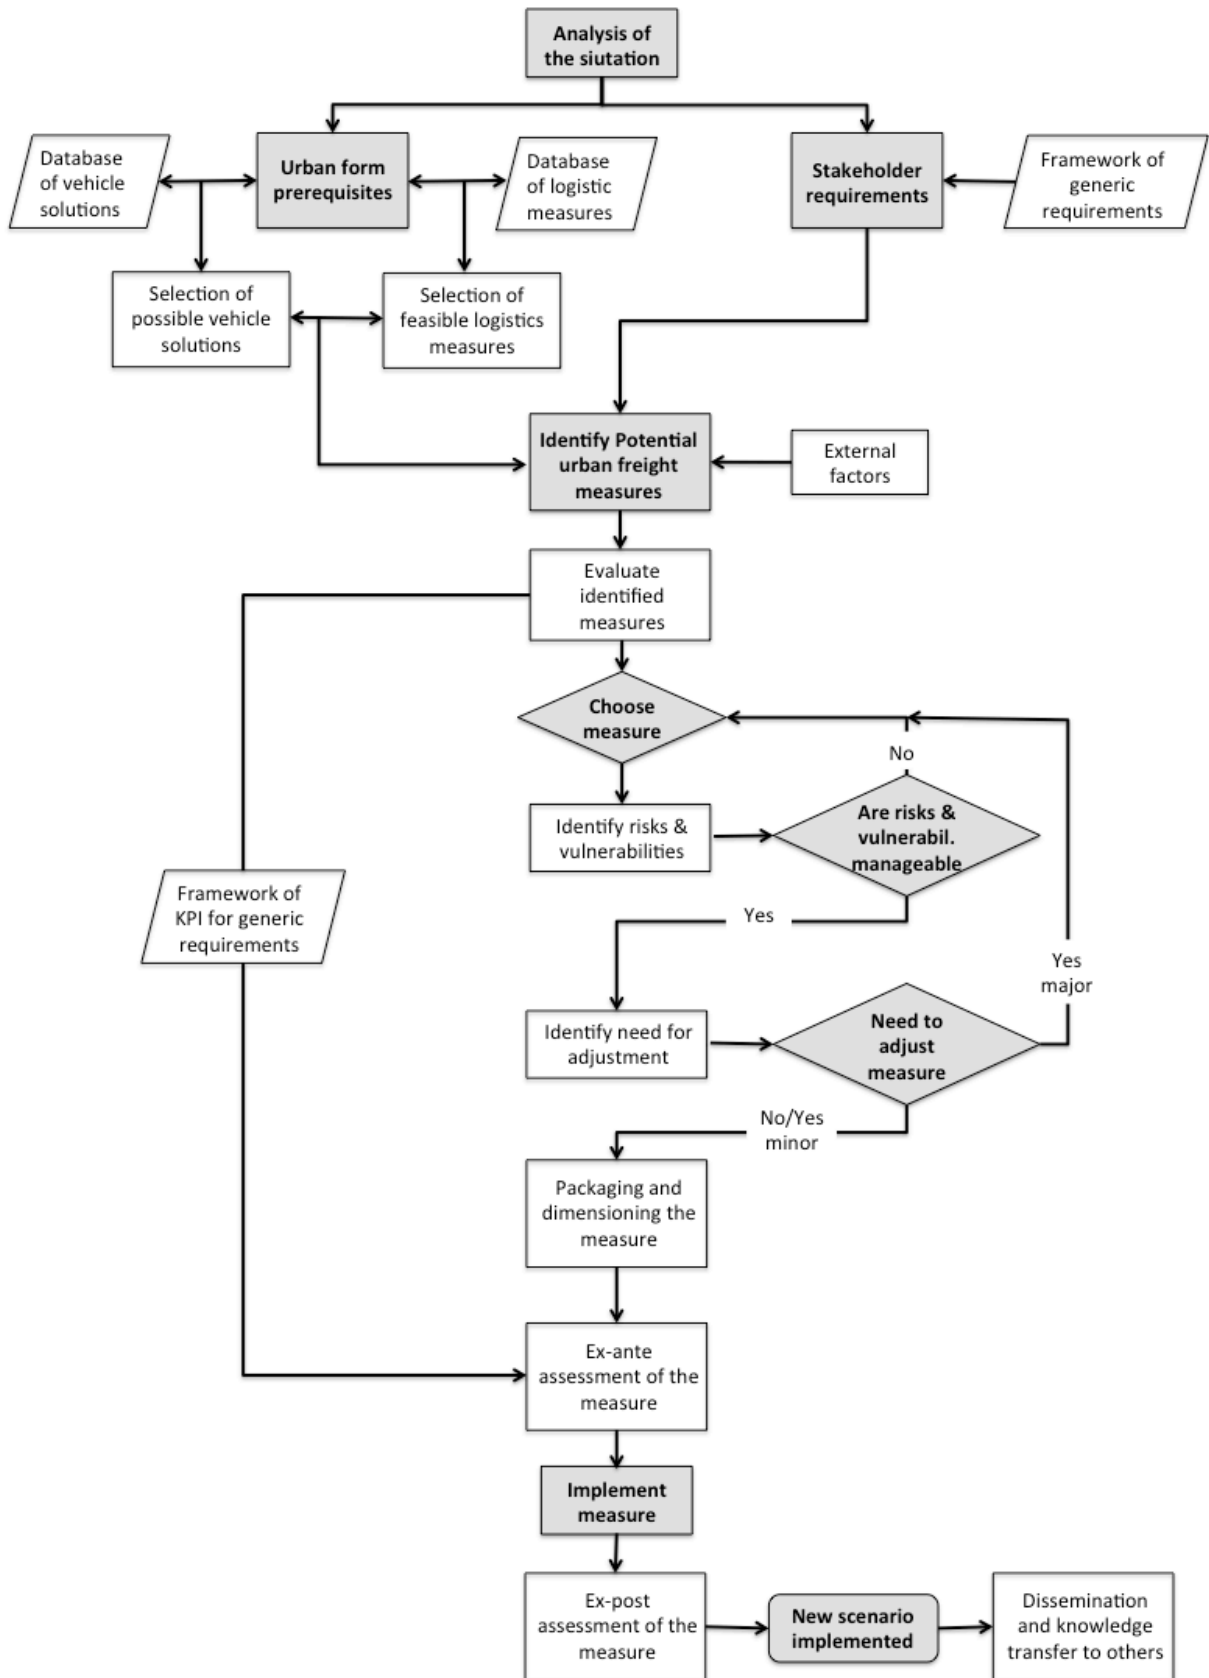 Analysis of
the siutation
Database
of vehicle
solutions
Urban form
prerequisites
Database
of logistic
measures
Stakeholder
requirements
Framework of
generic
requirements
Selection of
possible vehicle
solutions
Selection of
feasible logistics
measures
Identify Potential
urban freight
measures
External
factors
Evaluate
identified
measures
Choose
measure
No
Identify risks &
vulnerabilities
Are risks &
vulnerabil.
manageable
Framework of
KPI for generic
requirements
Yes
Yes
major
Identify need for
adjustment
Need to
adjust
measure
No/Yes
minor
Packaging and
dimensioning the
measure
Ex-ante
assessment of the
measure
Implement
measure
Ex-post
assessment of the
measure
New scenario
implemented
Dissemination
and knowledge
transfer to others